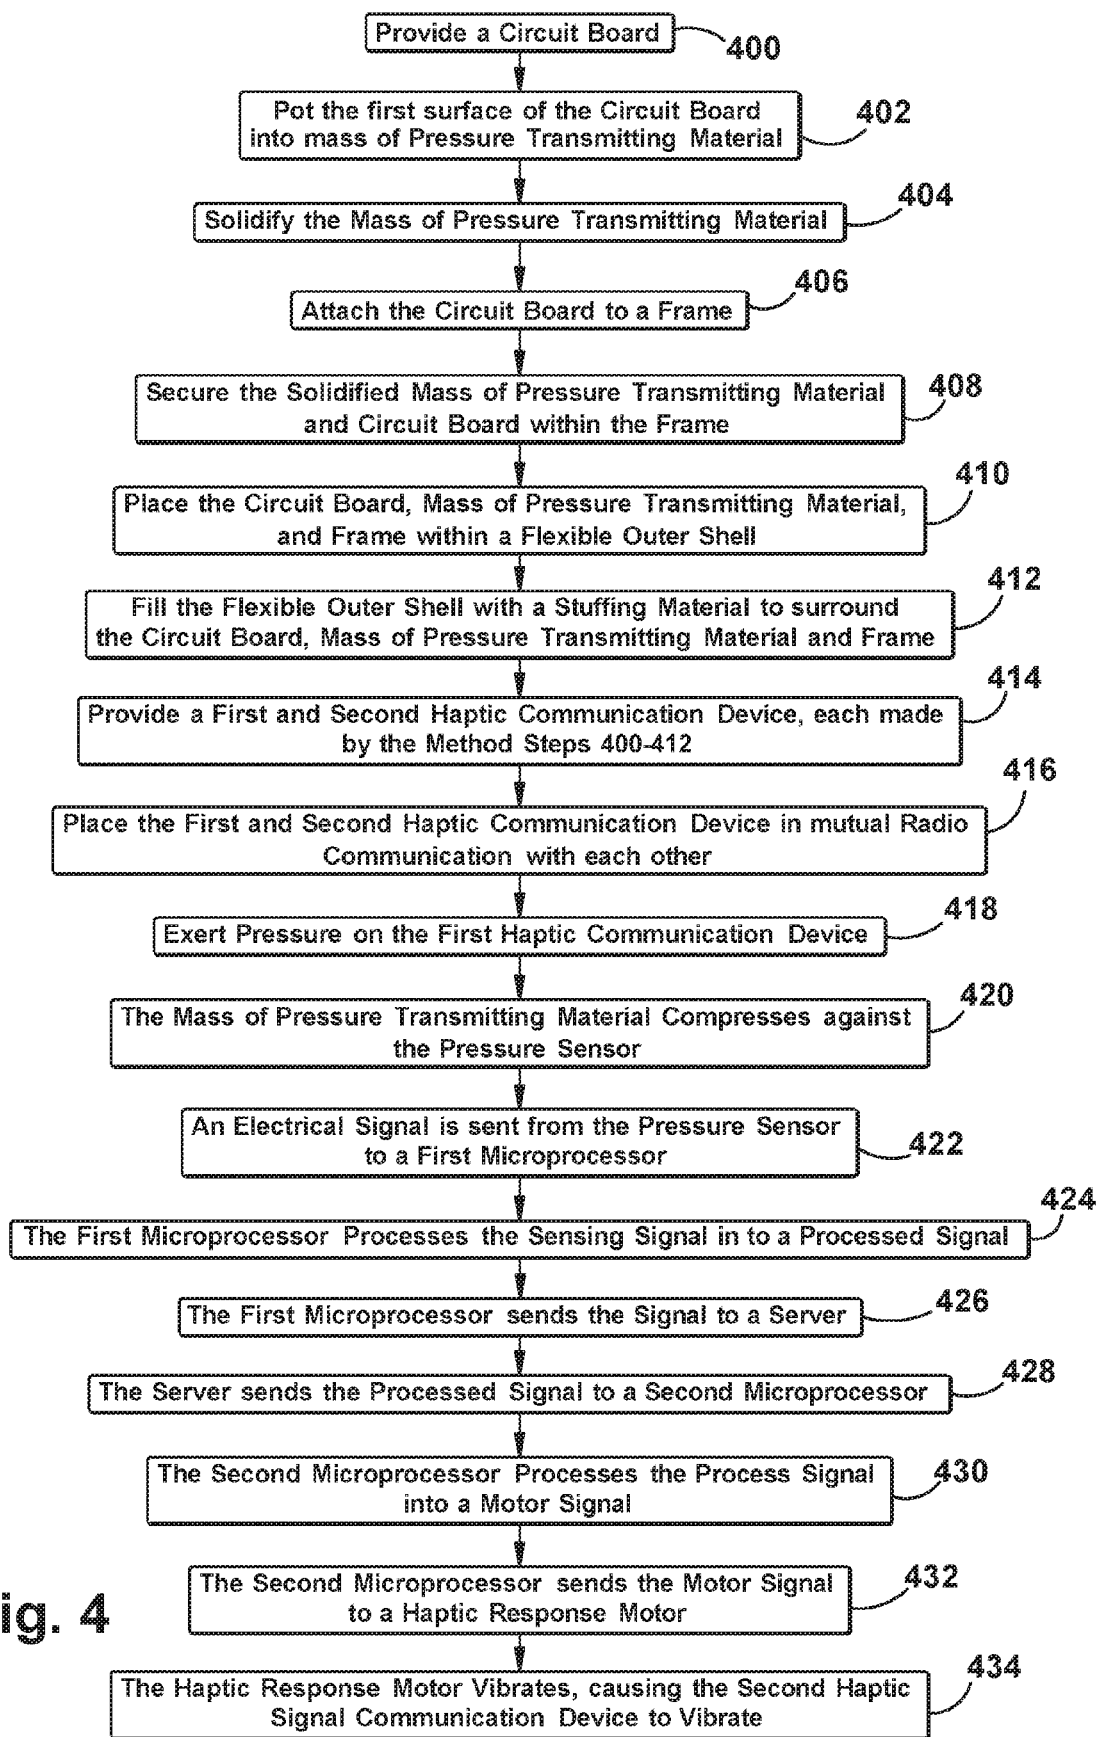 Provide a Circuit Board
400
Pot the first surface of the Circuit Board
into mass of Pressure Transmitting Material
402
Solidify the Mass of Pressure Transmitting Material
404
Attach the Circuit Board to a Frame
406
Secure the Solidified Mass of Pressure Transmitting Material
and Circuit Board within the Frame
408
Place the Circuit Board, Mass of Pressure Transmitting Material,
and Frame within a Flexible Outer Shell
410
Fill the Flexible Outer Shell with a Stuffing Material to surround
the Circuit Board, Mass of Pressure Transmitting Material and Frame
412
Provide a First and Second Haptic Communication Device, each made
by the Method Steps 400-412
414
Place the First and Second Haptic Communication Device in mutual Radio
Communication with each other
416
Exert Pressure on the First Haptic Communication Device
418
The Mass of Pressure Transmitting Material Compresses against
the Pressure Sensor
420
An Electrical Signal is sent from the Pressure Sensor
to a First Microprocessor
422
The First Microprocessor Processes the Sensing Signal in to a Processed Signal
424
The First Microprocessor sends the Signal to a Server
426
The Server sends the Processed Signal to a Second Microprocessor
428
The Second Microprocessor Processes the Process Signal
into a Motor Signal
430
The Second Microprocessor sends the Motor Signal
to a Haptic Response Motor
432
ig. 4
The Haptic Response Motor Vibrates, causing the Second Haptic
Signal Communication Device to Vibrate
434